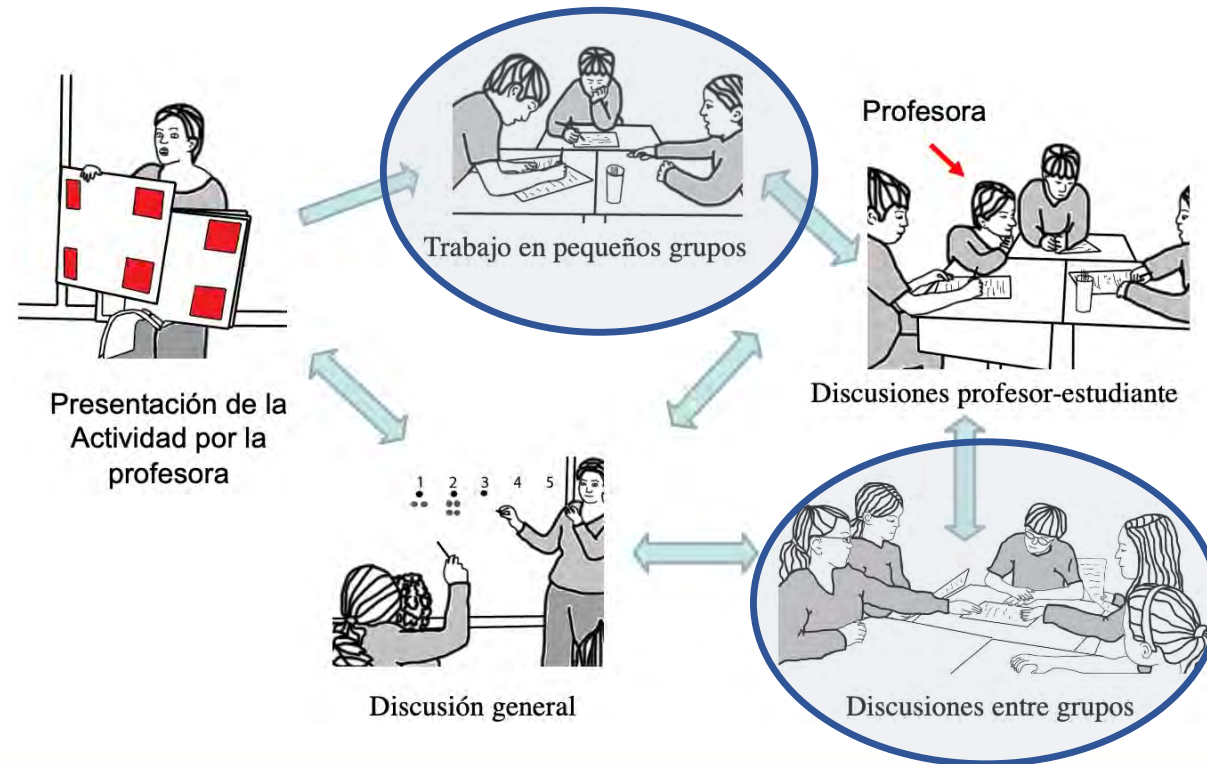 Profesora
Trabajo en pequeños grupos
Discusiones profesor-estudiante
Presentación de la
Actividad por la
profesora
1 2 3 4 5
Discusión general
Discusiones entre grupos